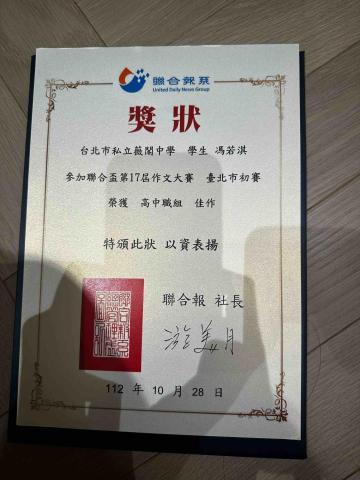 聯合報系
United Daily News Group
獎狀
台北市私立薇閣中學 學生 馮若淇
參加聯合盃第17屆作文大賽 臺北市初賽
榮獲 高中職組 佳作
特頒此狀 以資表揚
聯合報 社長
游美月
112 年 10 月 28 日